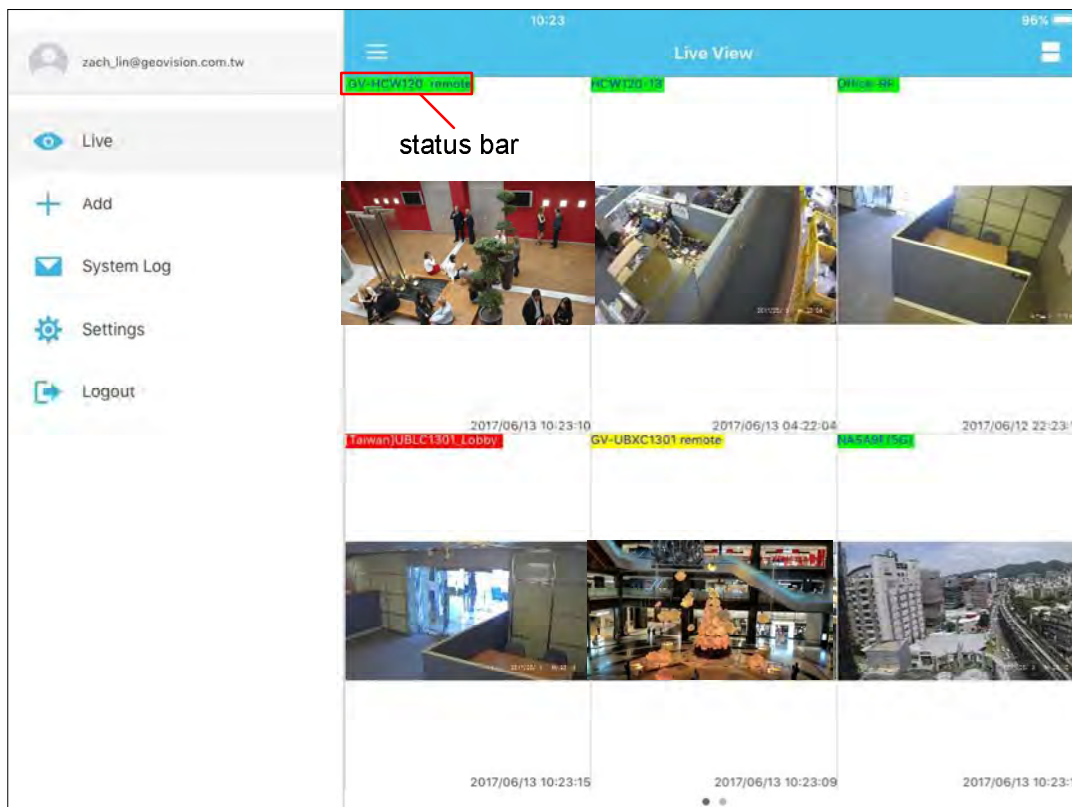 10:23
96%
zach_lin@geovision.com.tw
Live View
Live
Add
System Log
Settings
Logout
GV-HCW120- remote
HCW120-13
Office-RF
status bar
2017/06/13 10:23:10
2017/06/13 04:22:04
2017/06/12 22:23:
(Taiwan)UBLC1301_Lobby
GV-UBXC1301 remote
NASA9F(5G)
2017/06/13 10:23:15
2017/06/13 10:23:09
2017/06/13 10:23: